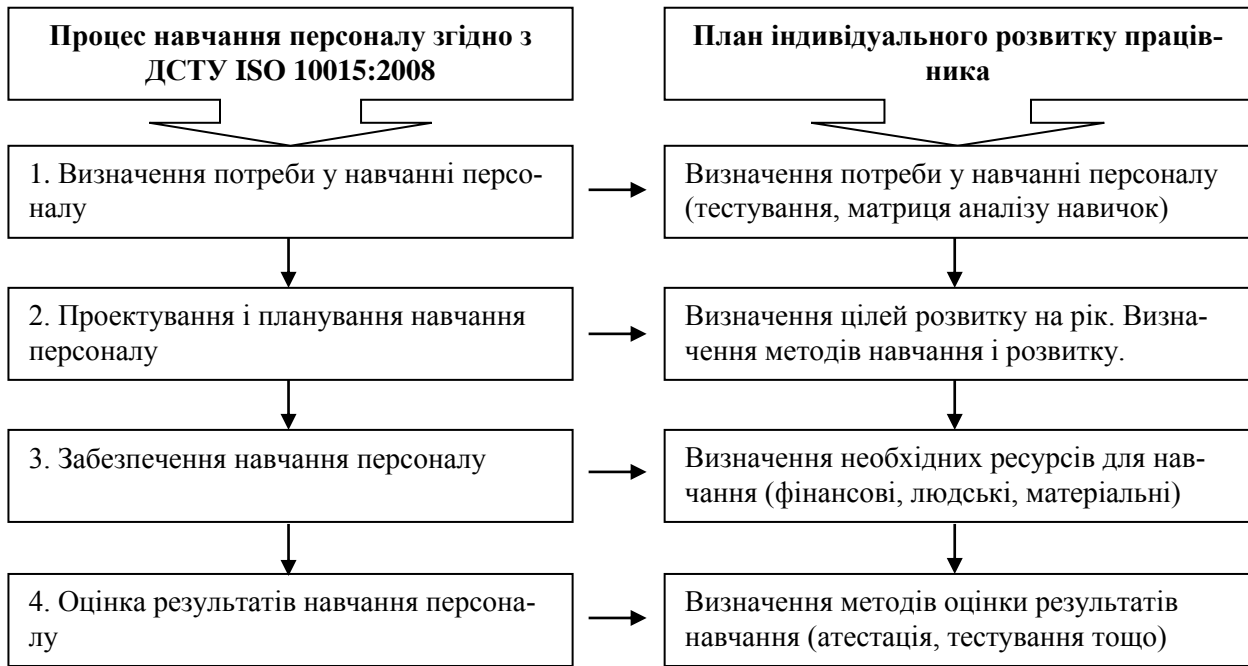 Процес навчання персоналу згідно з
ДСТУ ISO 10015:2008
План індивідуального розвитку праців-
ника
1. Визначення потреби у навчанні персо-
налу
Визначення потреби у навчанні персоналу
(тестування, матриця аналізу навичок)
2. Проектування і планування навчання
персоналу
Визначення цілей розвитку на рік. Визна-
чення методів навчання і розвитку.
3. Забезпечення навчання персоналу
Визначення необхідних ресурсів для нав-
чання (фінансові, людські, матеріальні)
4. Оцінка результатів навчання персона-
лу
Визначення методів оцінки результатів
навчання (атестація, тестування тощо)